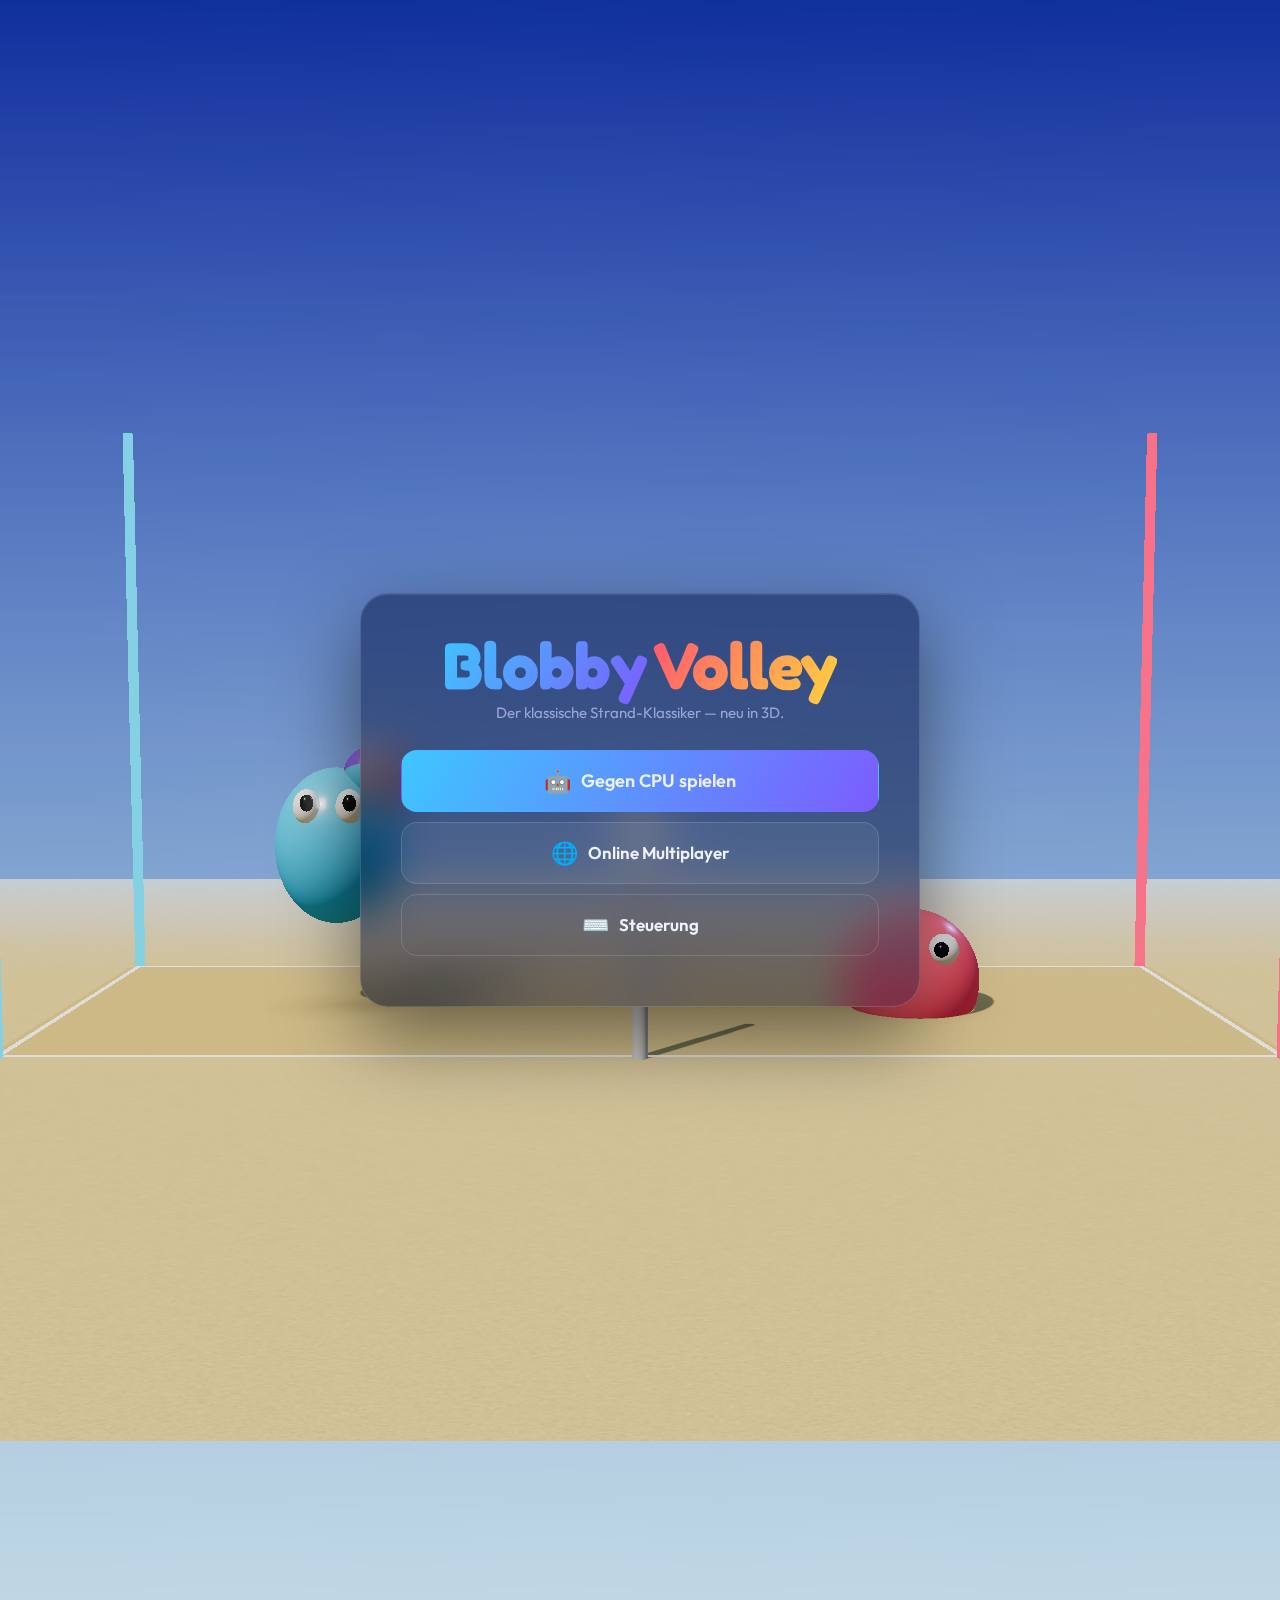 Blobby Volley
Der klassische Strand-Klassiker — neu in 3D.
Gegen CPU spielen
Online Multiplayer
Steuerung